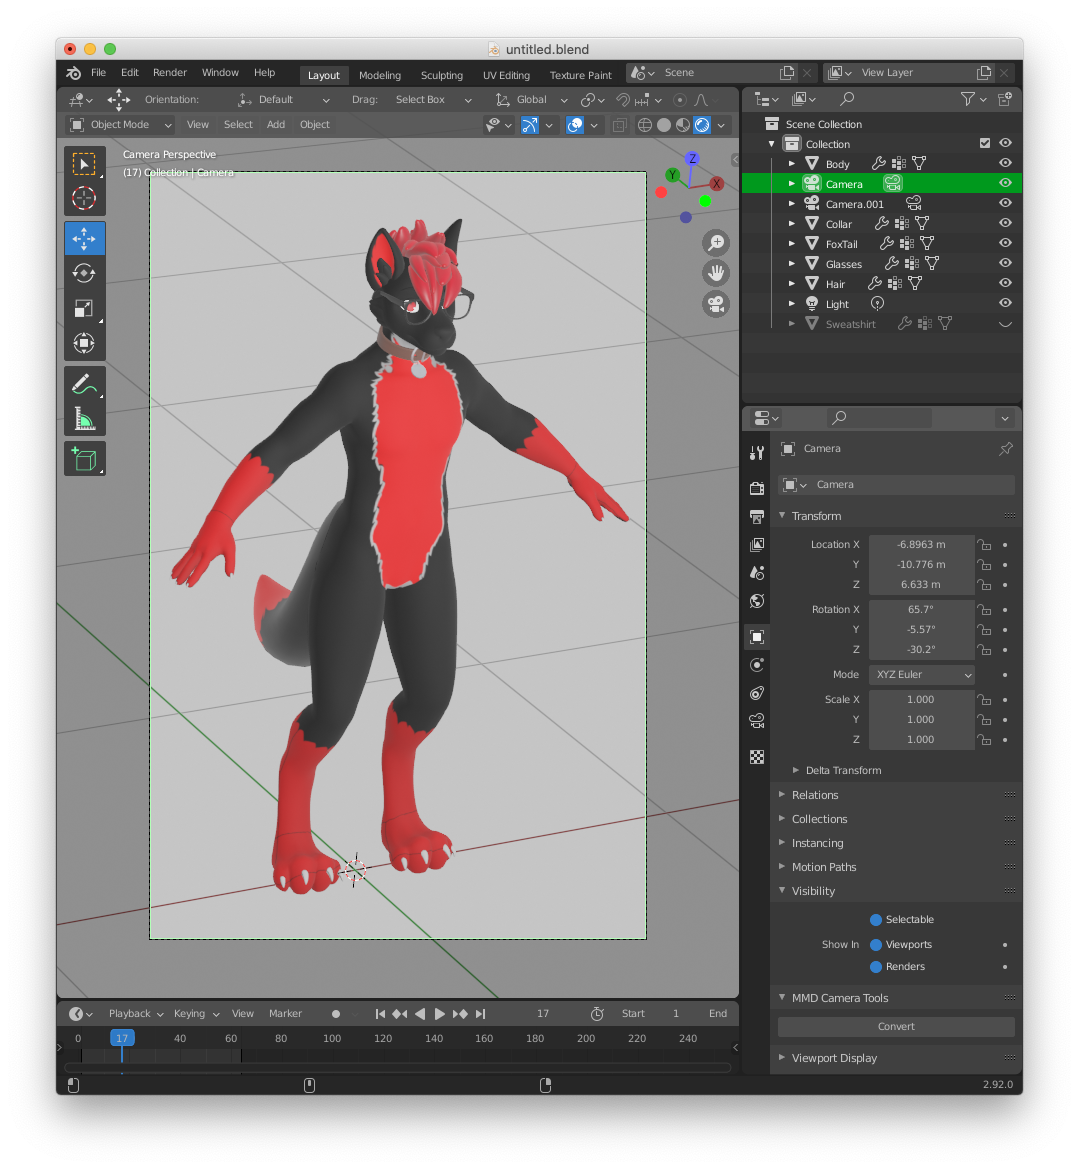 untitled.blend
File Edit Render Window Help Layout Modeling Sculpting UV Editing Texture Paint Scene View Layer
Orientation: Default Drag: Select Box Global
Object Mode View Select Add Object
Camera Perspective
(17) Collection | Camera
Z
Y
X
Scene Collection
Collection
Body
Camera
Camera.001
Collar
FoxTail
Glasses
Hair
Light
Sweatshirt
Camera
Camera
Transform
Location X -6.8963 m
Y -10.776 m
Z 6.633 m
Rotation X 65.7°
Y -5.57°
Z -30.2°
Mode XYZ Euler
Scale X 1.000
Y 1.000
Z 1.000
Delta Transform
Relations
Collections
Instancing
Motion Paths
Visibility
Selectable
Show In Viewports
Renders
MMD Camera Tools
Convert
Viewport Display
Playback Keying View Marker 17 Start 1 End
0 17 40 60 80 100 120 140 160 180 200 220 240
2.92.0